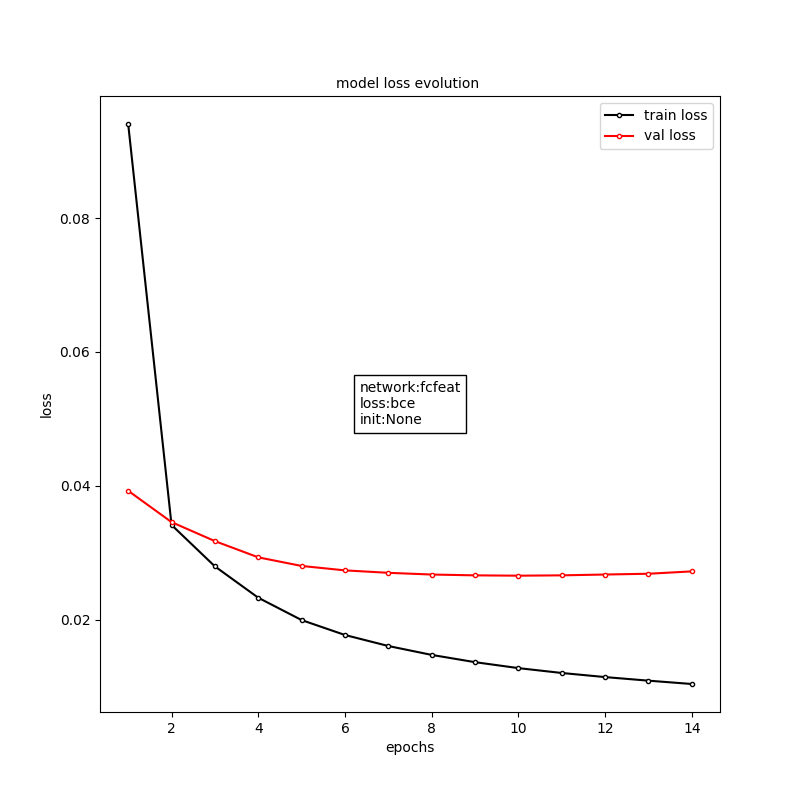 model loss evolution
train loss
val loss
0.08
0.06
0.04
0.02
loss
network:fcfeat
loss:bce
init:None
2 4 6 8 10 12 14
epochs